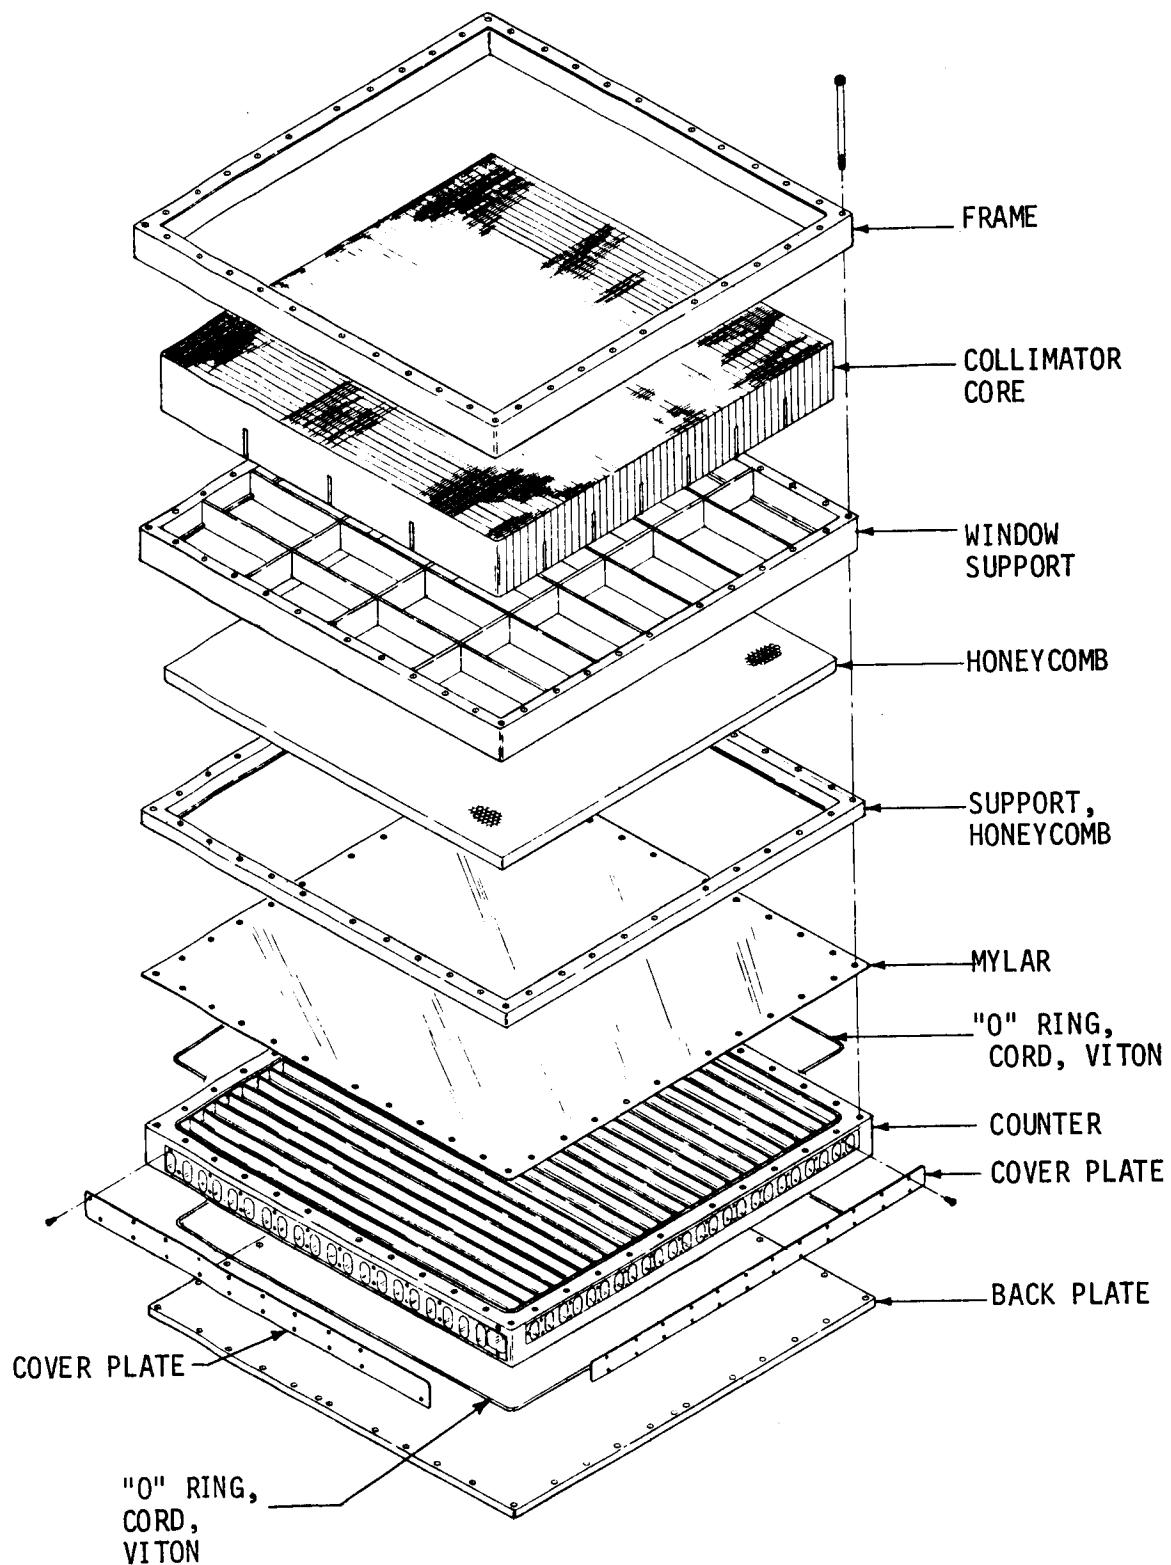 FRAME
COLLIMATOR
CORE
WINDOW
SUPPORT
HONEYCOMB
SUPPORT,
HONEYCOMB
MYLAR
"O" RING,
CORD, VITON
COUNTER
COVER PLATE
BACK PLATE
COVER PLATE
"O" RING,
CORD,
VITON